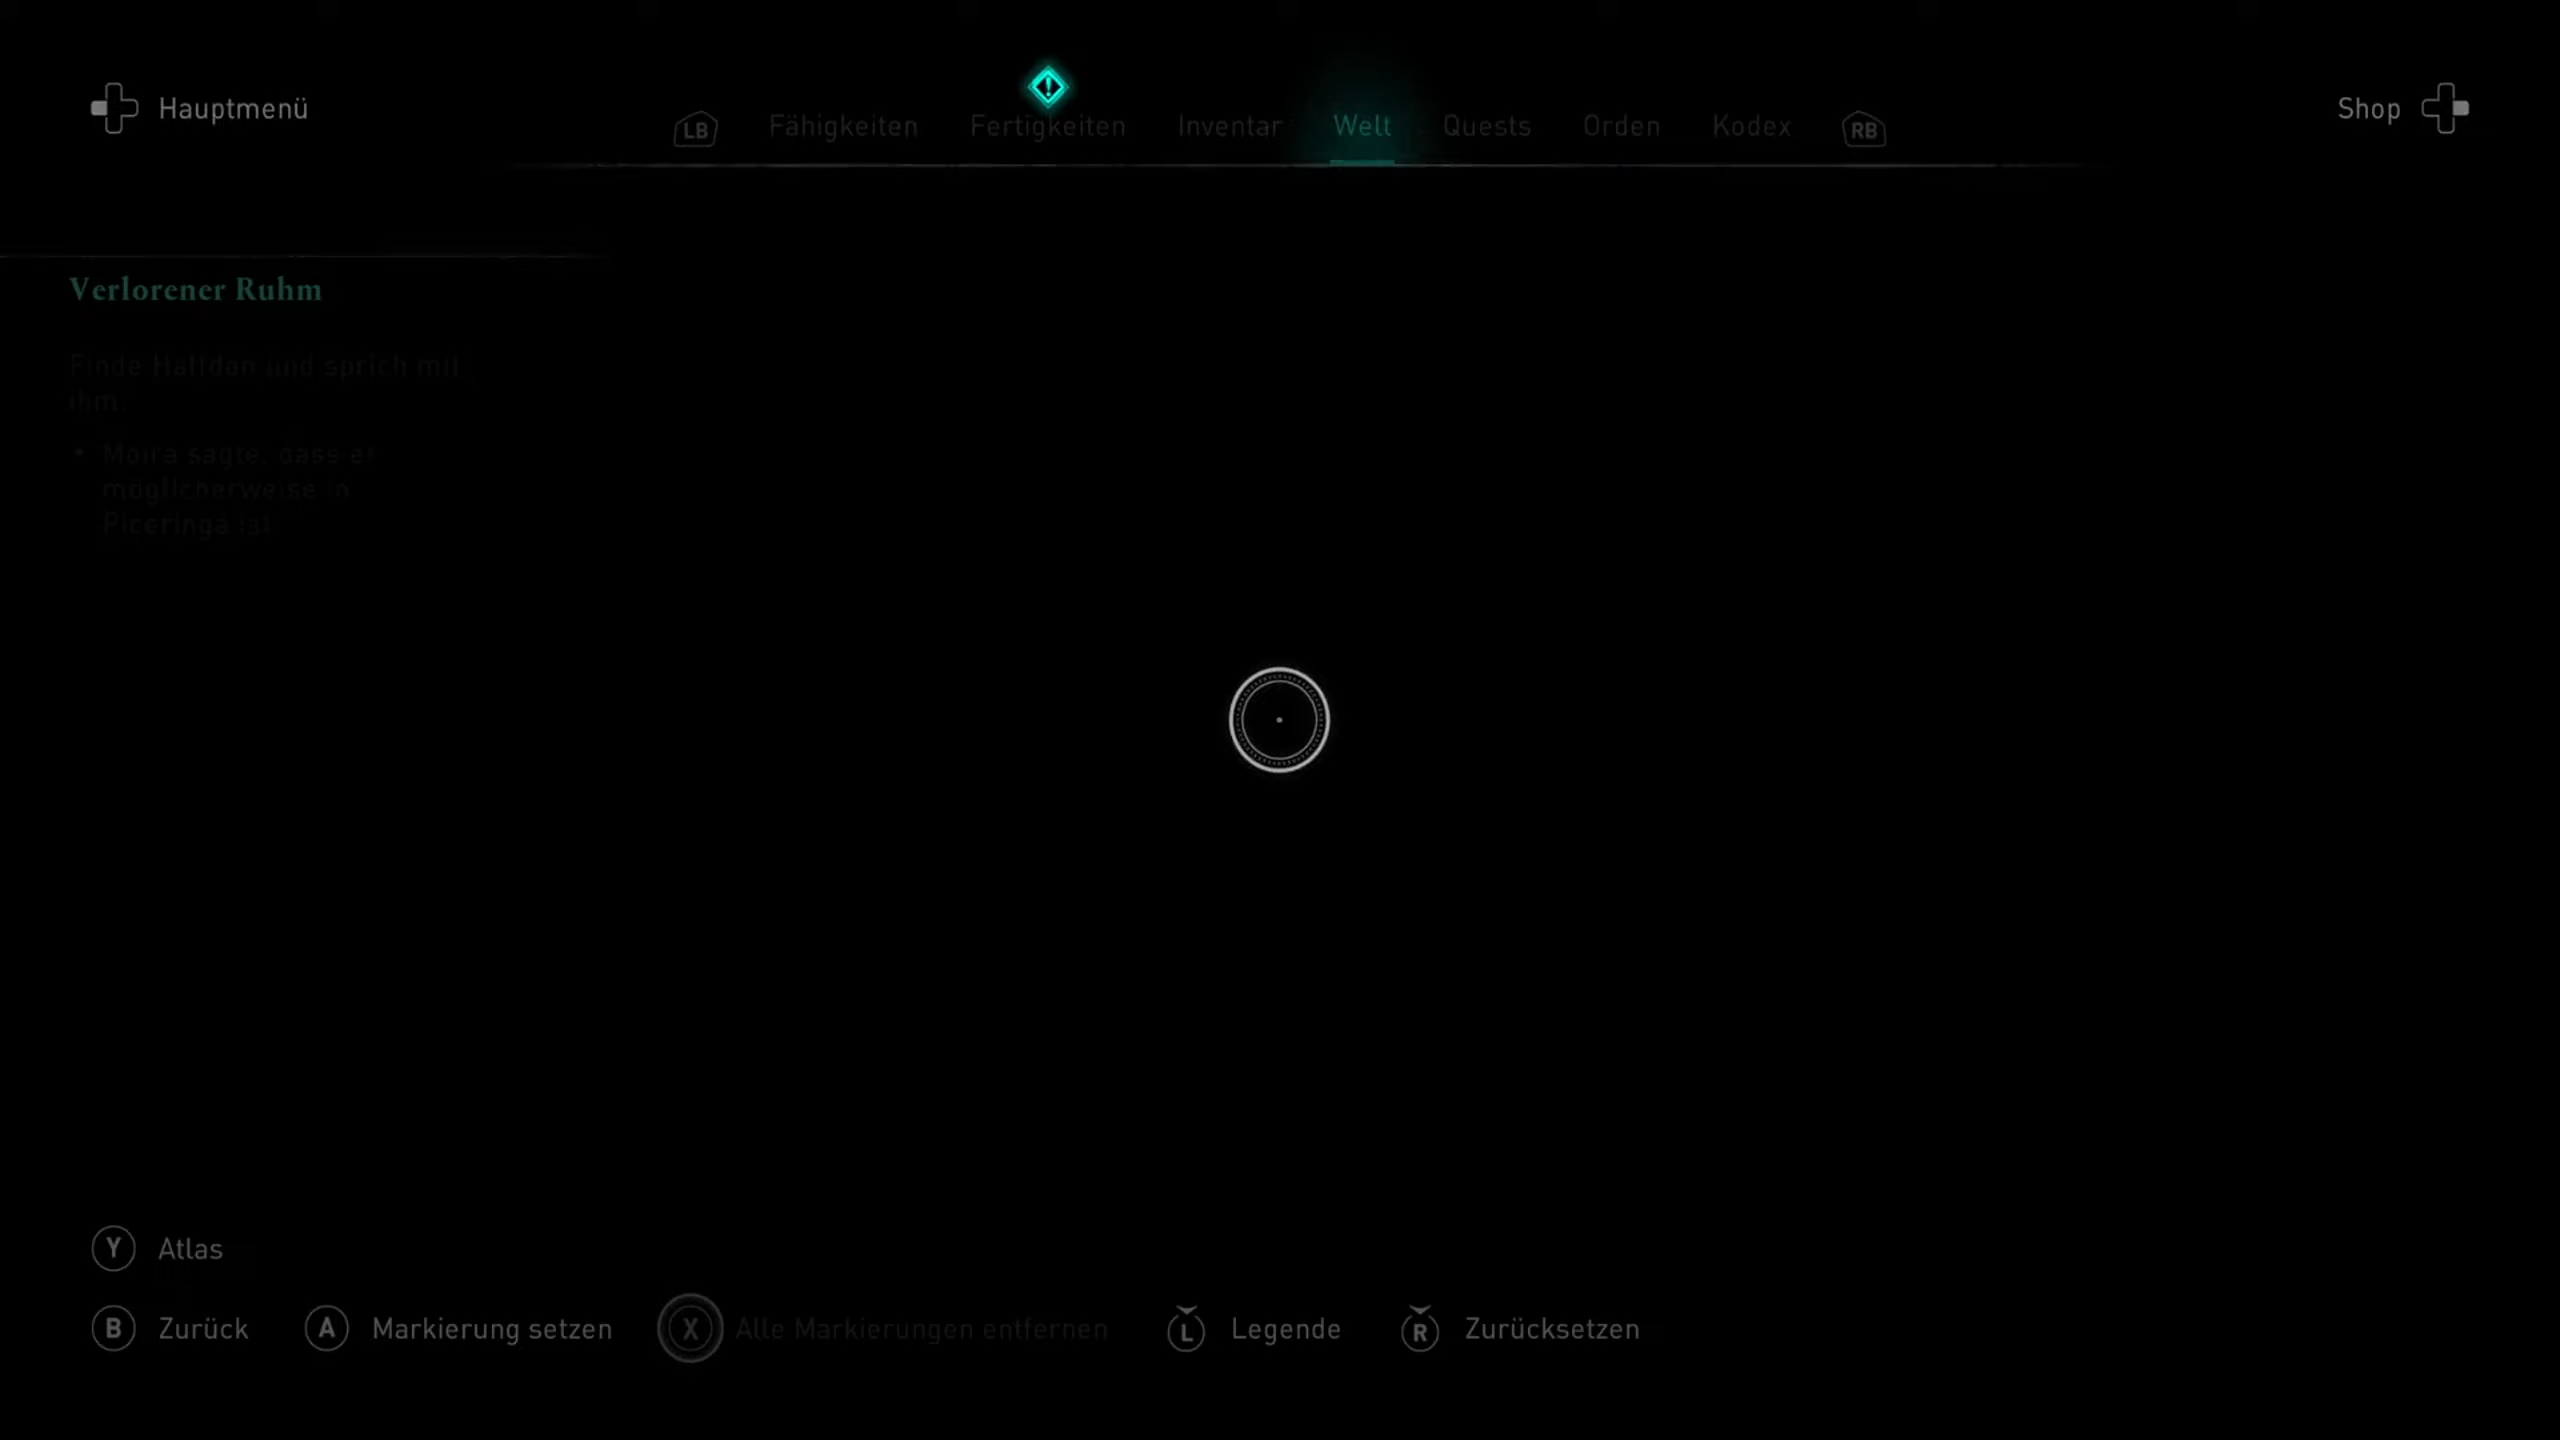 Hauptmenü
LB Fähigkeiten Fertigkeiten Inventar Welt Quests Orden Kodex RB
Shop
Verlorener Ruhm
Finde Halfdan und sprich mit
ihm.
• Moira sagte, dass er
möglicherweise in
Piceringa ist.
Y Atlas
B Zurück A Markierung setzen X Alle Markierungen entfernen L Legende R Zurücksetzen